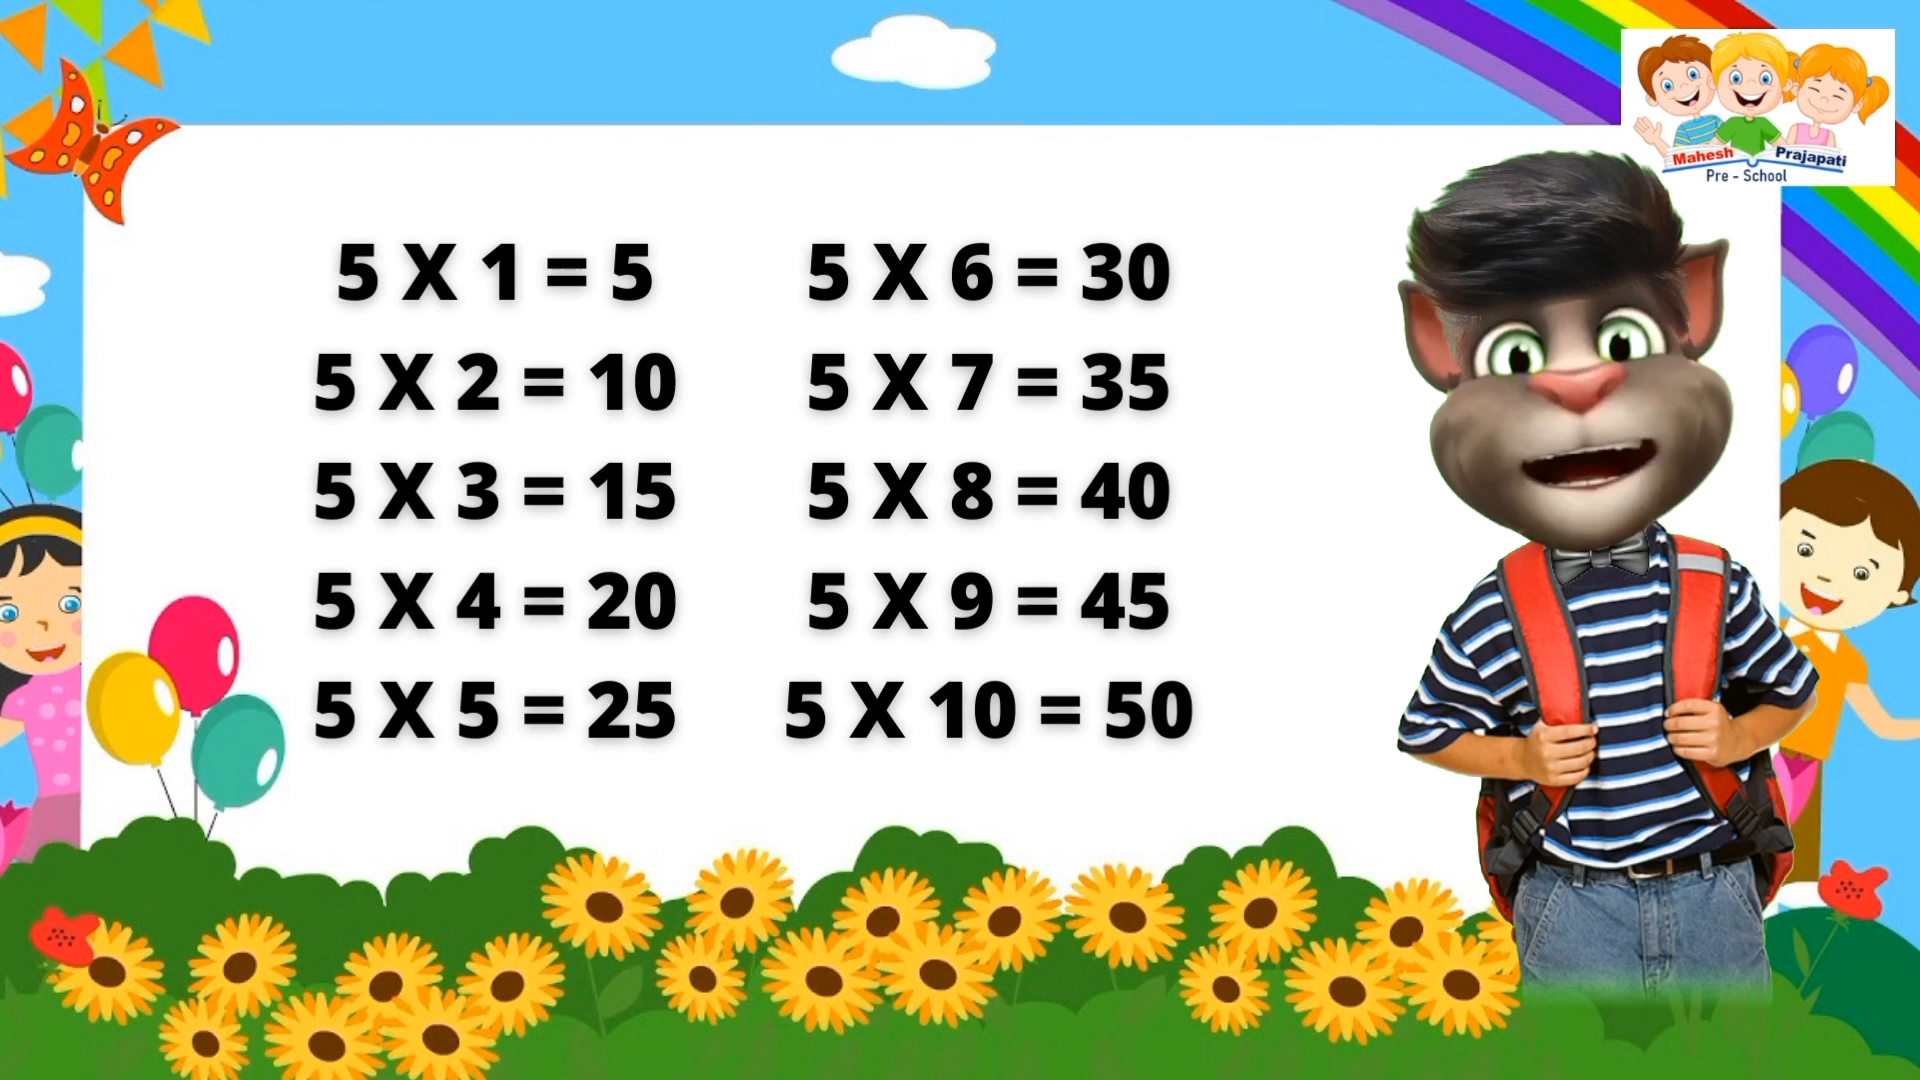 Mahesh Prajapati
Pre - School
5 X 1 = 5
5 X 2 = 10
5 X 3 = 15
5 X 4 = 20
5 X 5 = 25
5 X 6 = 30
5 X 7 = 35
5 X 8 = 40
5 X 9 = 45
5 X 10 = 50